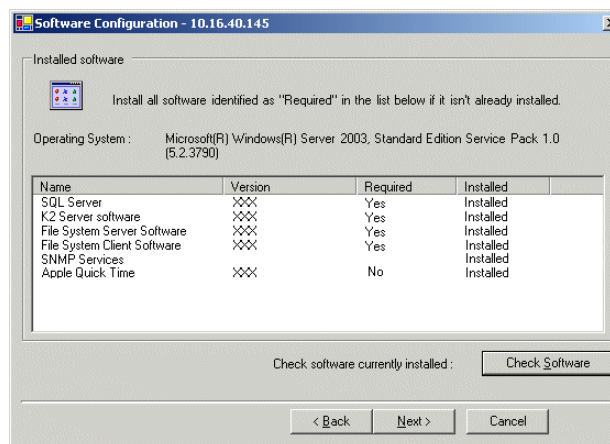 Software Configuration - 10.16.40.145
Installed software
Install all software identified as "Required" in the list below if it isn't already installed.
Operating System : Microsoft(R) Windows(R) Server 2003, Standard Edition Service Pack 1.0
(5.2.3790)
Name Version Required Installed
SQL Server XXX Yes Installed
K2 Server software XXX Yes Installed
File System Server Software XXX Yes Installed
File System Client Software XXX Yes Installed
SNMP Services Installed
Apple Quick Time XXX No Installed
Check software currently installed : Check Software
< Back Next > Cancel